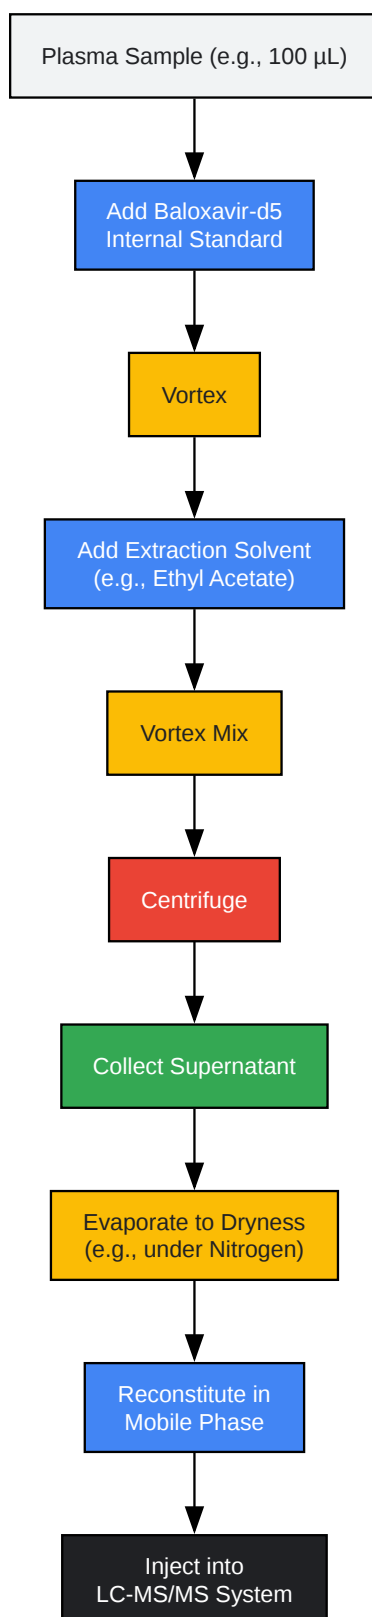 Plasma Sample (e.g., 100 µL)
Add Baloxavir-d5
Internal Standard
Vortex
Add Extraction Solvent
(e.g., Ethyl Acetate)
Vortex Mix
Centrifuge
Collect Supernatant
Evaporate to Dryness
(e.g., under Nitrogen)
Reconstitute in
Mobile Phase
Inject into
LC-MS/MS System